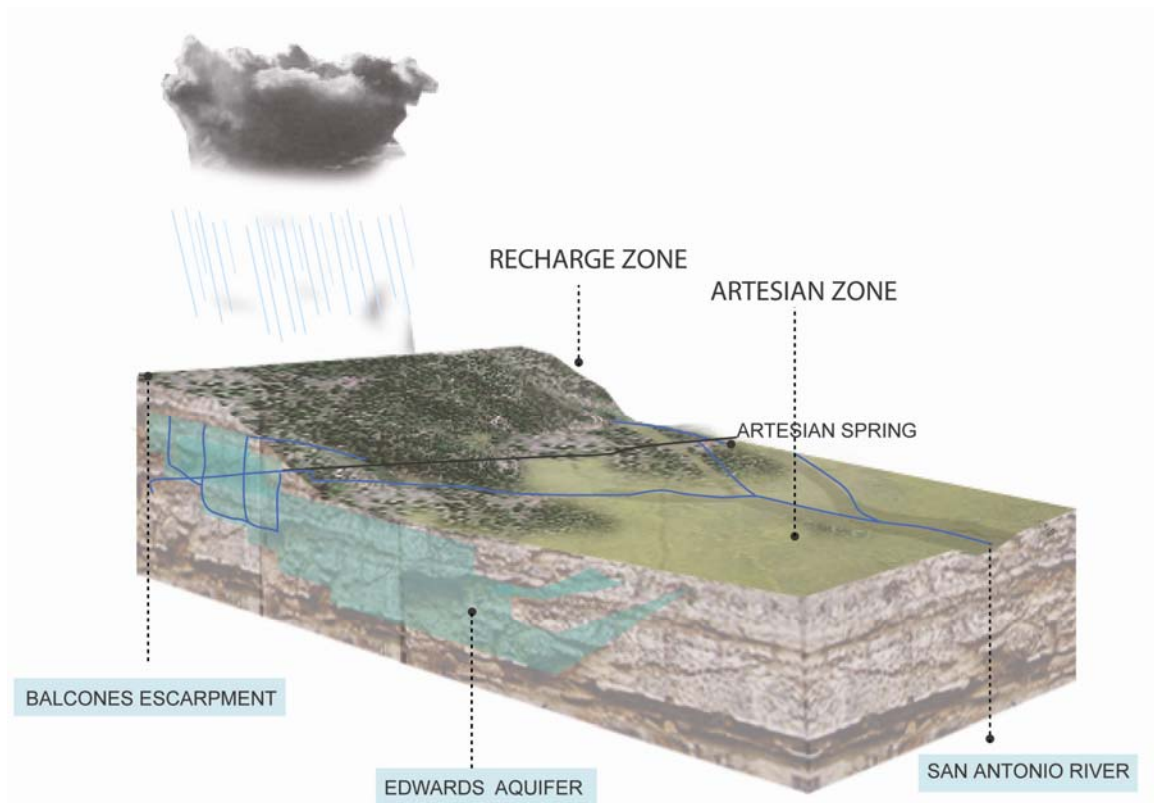 RECHARGE ZONE
ARTESIAN ZONE
ARTESIAN SPRING
BALCONES ESCARPMENT
EDWARDS AQUIFER
SAN ANTONIO RIVER